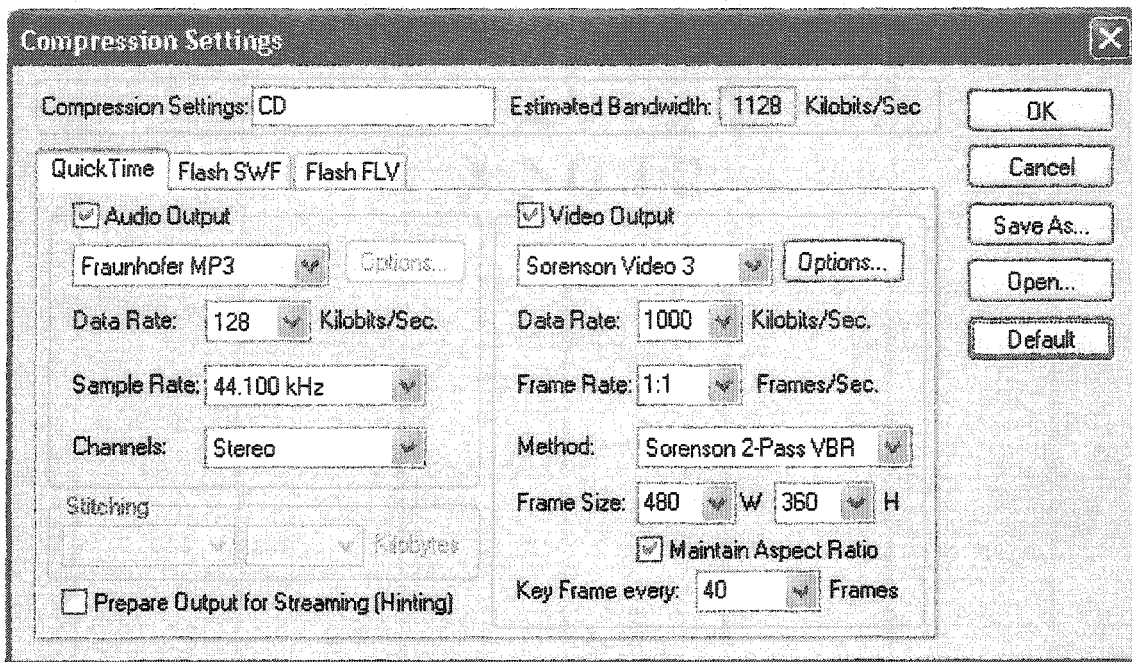 Compression Settings
Compression Settings: CD Estimated Bandwidth: 1128 Kilobits/Sec
OK
Cancel
Save As...
Open...
Default
QuickTime Flash SWF Flash FLV
Audio Output
Fraunhofer MP3 Options...
Data Rate: 128 Kilobits/Sec.
Sample Rate: 44.100 kHz
Channels: Stereo
Stitching
Kilobytes
Prepare Output for Streaming (Hinting)
Video Output
Sorenson Video 3 Options...
Data Rate: 1000 Kilobits/Sec.
Frame Rate: 1:1 Frames/Sec.
Method: Sorenson 2-Pass VBR
Frame Size: 480 W 360 H
Maintain Aspect Ratio
Key Frame every: 40 Frames